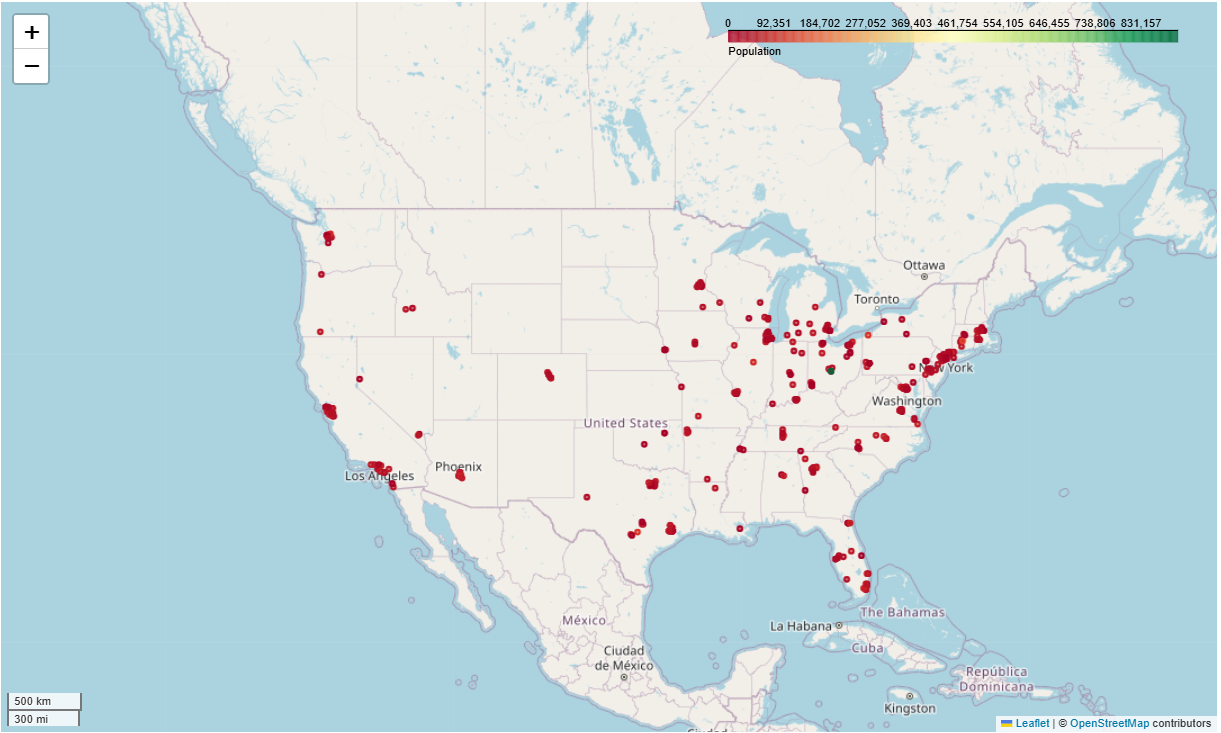 +
0 92,351 184,702 277,052 369,403 461,754 554,105 646,455 738,806 831,157
Population
−
Ottawa
Toronto
New York
Washington
United States
Phoenix
Los Angeles
The Bahamas
México
La Habana
Cuba
Ciudad
de México
República
Dominicana
500 km
Kingston
300 mi
Leaflet | © OpenStreetMap contributors